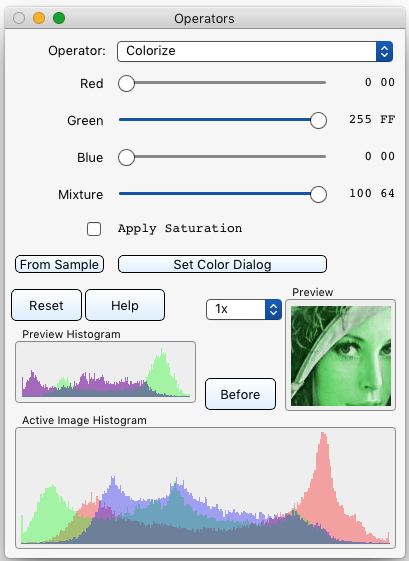 Operators
Operator: Colorize
Red 0 00
Green 255 FF
Blue 0 00
Mixture 100 64
Apply Saturation
From Sample Set Color Dialog
Reset Help 1x Preview
Preview Histogram
Before
Active Image Histogram